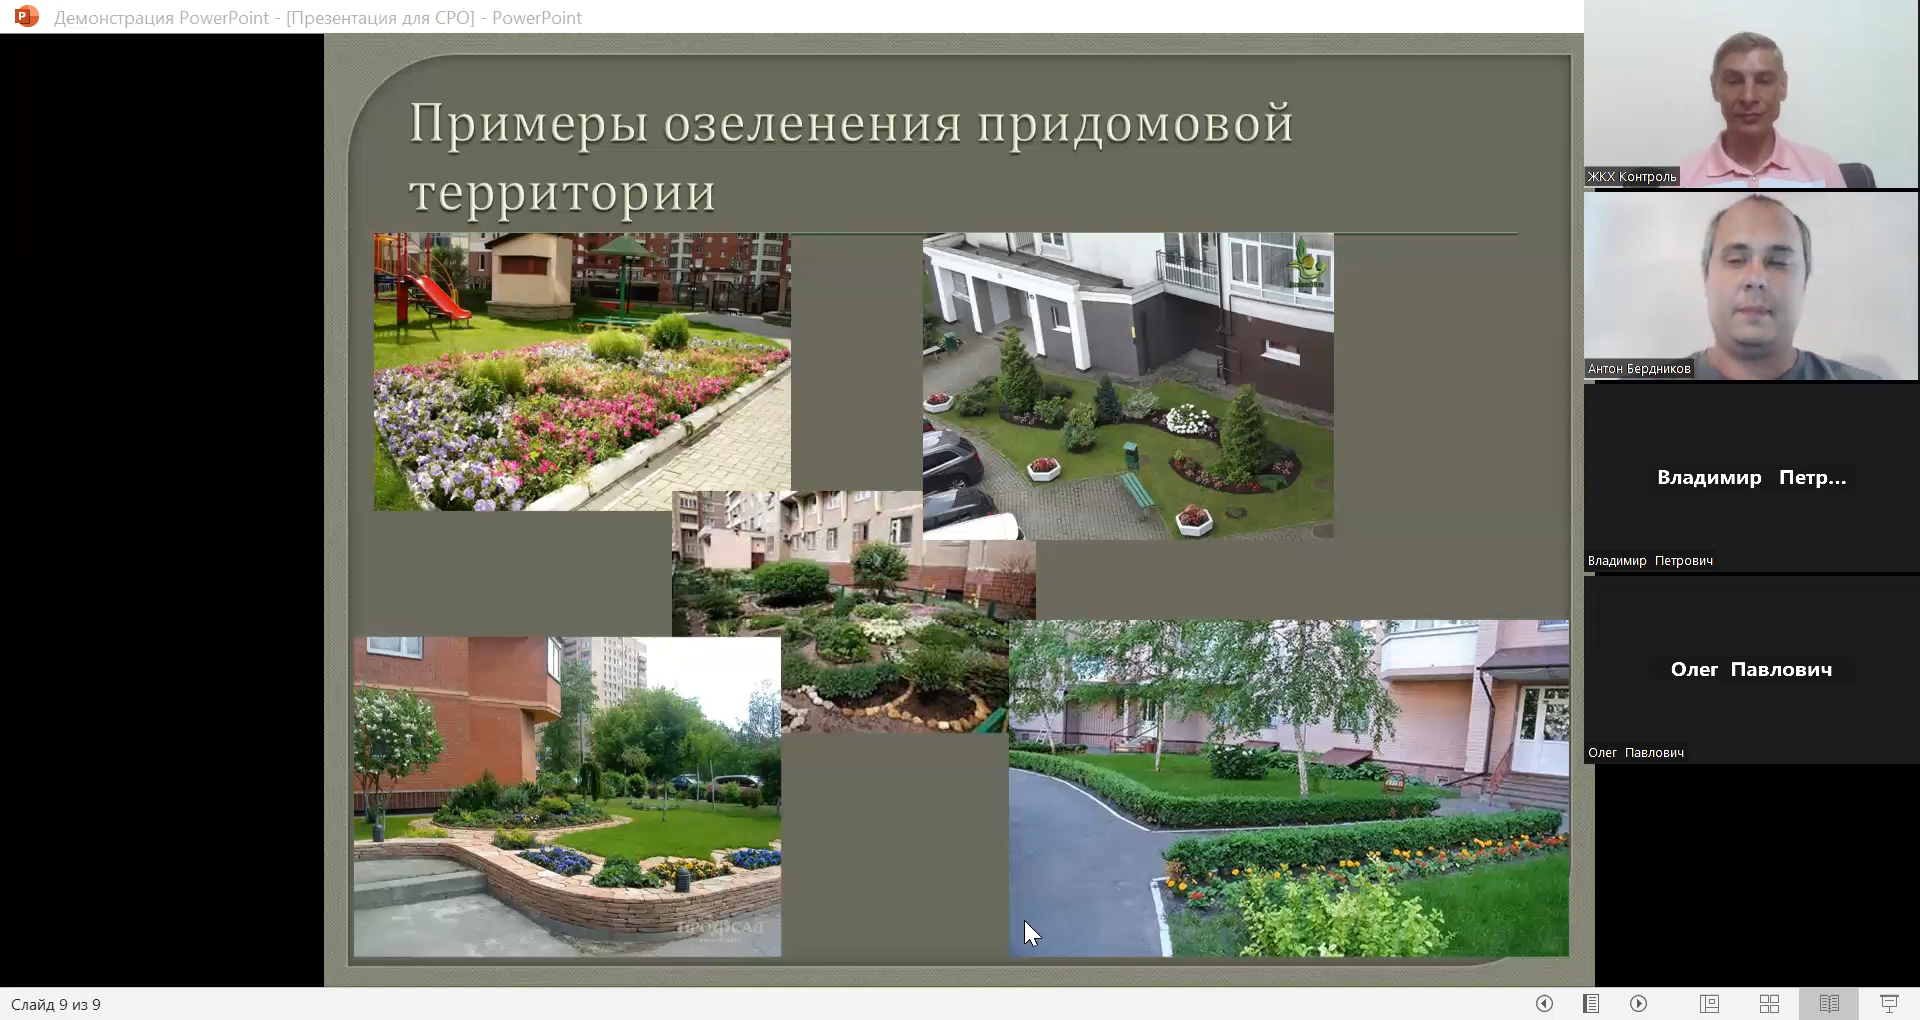 Демонстрация PowerPoint - [Презентация для СРО] - PowerPoint
Примеры озеленения придомовой
территории
ПРОФСАД
ЖКХ Контроль
Антон Бердников
Владимир Петр...
Владимир Петрович
Олег Павлович
Олег Павлович
Слайд 9 из 9